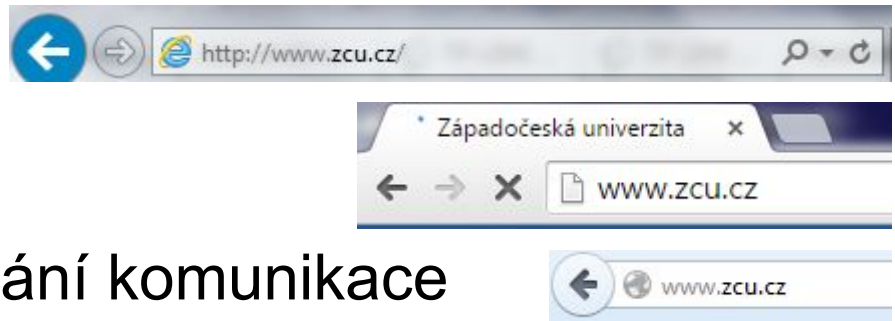 http://www.zcu.cz/
Západočeská univerzita
www.zcu.cz
ání komunikace
www.zcu.cz